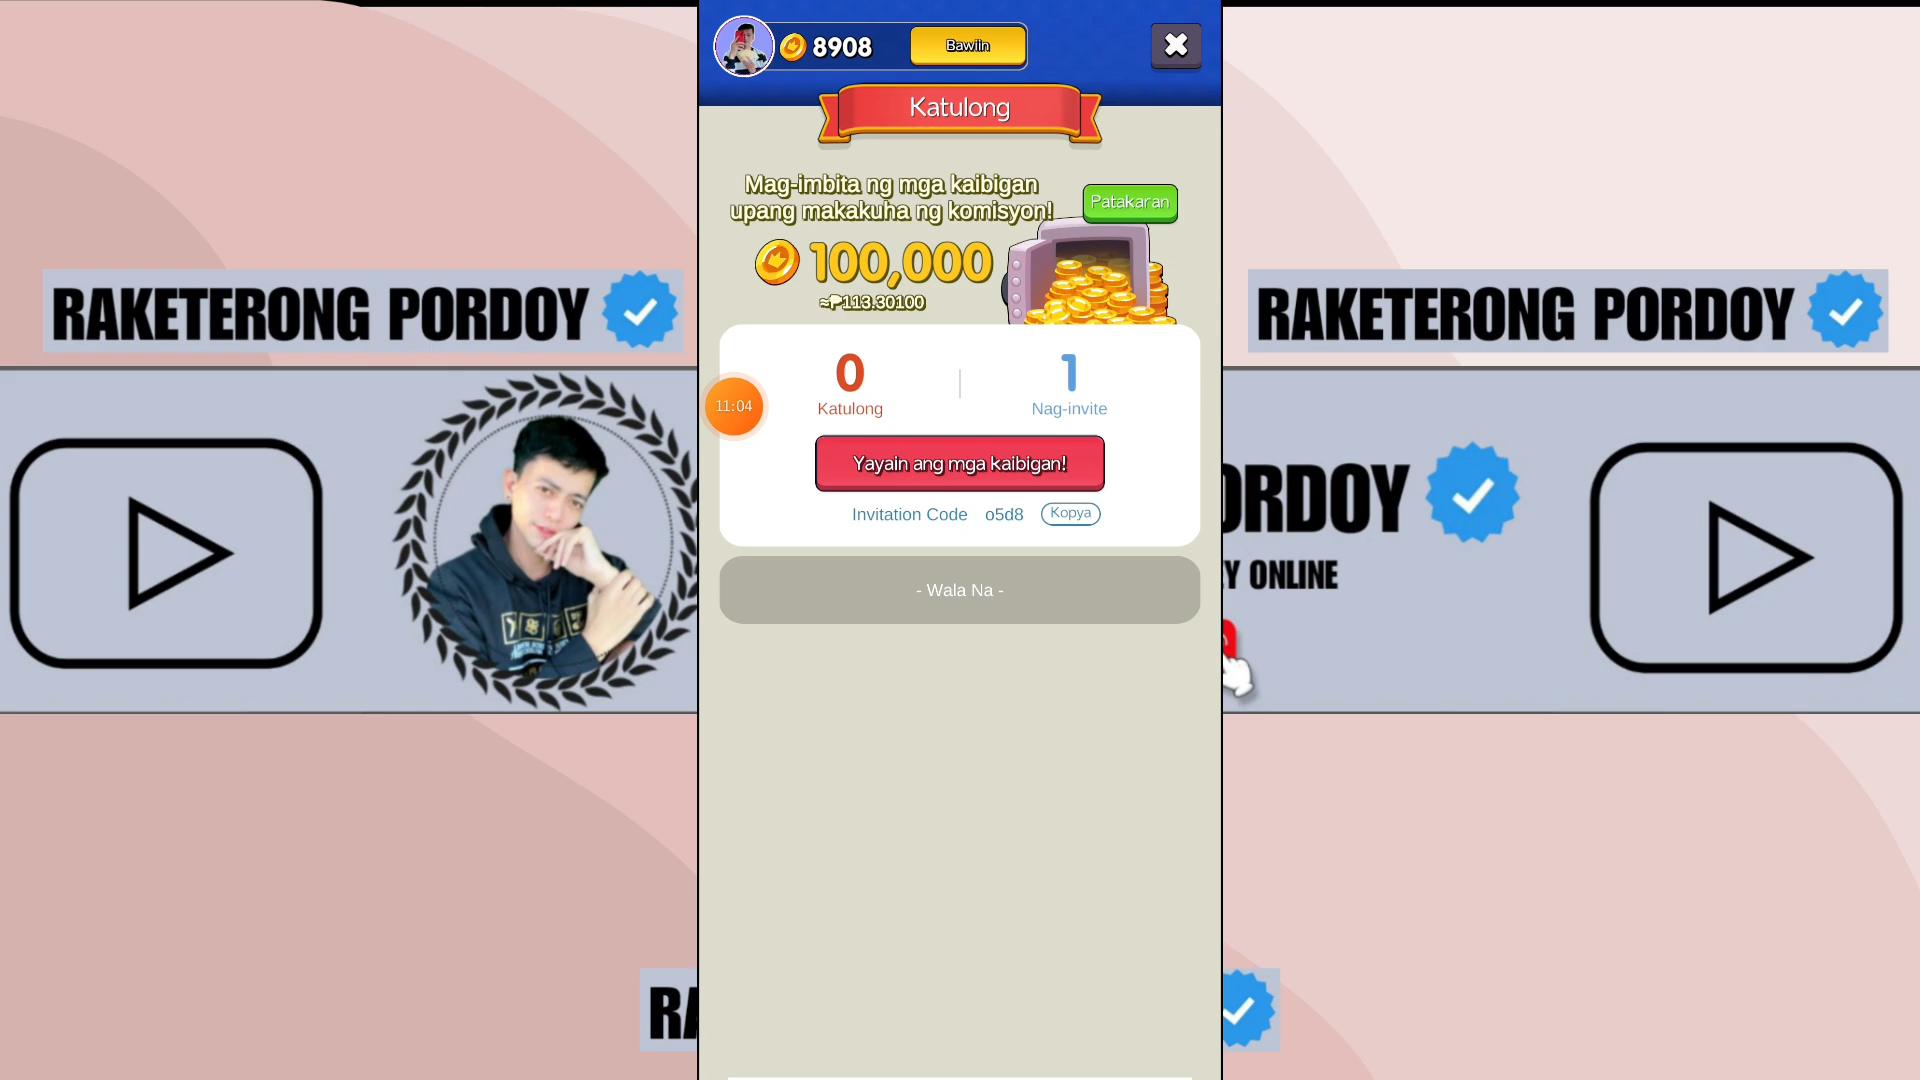 8908
Bawiin
Katulong
Mag-imbita ng mga kaibigan
upang makakuha ng komisyon!
Patakaran
100,000
≈₱113.30100
RAKETERONG PORDOY
RAKETERONG PORDOY
0
1
11:04
Katulong
Nag-invite
Yayain ang mga kaibigan!
ORDOY
Invitation Code o5d8 Kopya
Y ONLINE
- Wala Na -
RA